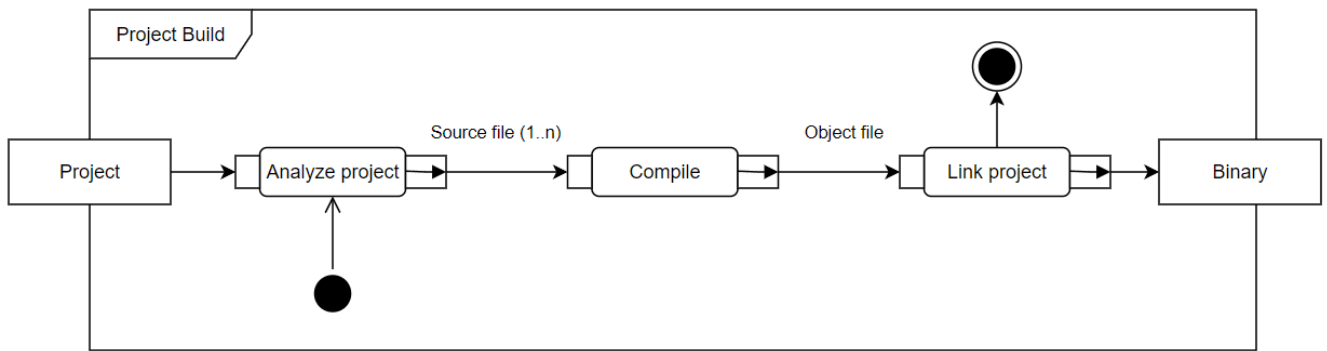 Project Build
Source file (1..n)
Object file
Project
Analyze project
Compile
Link project
Binary